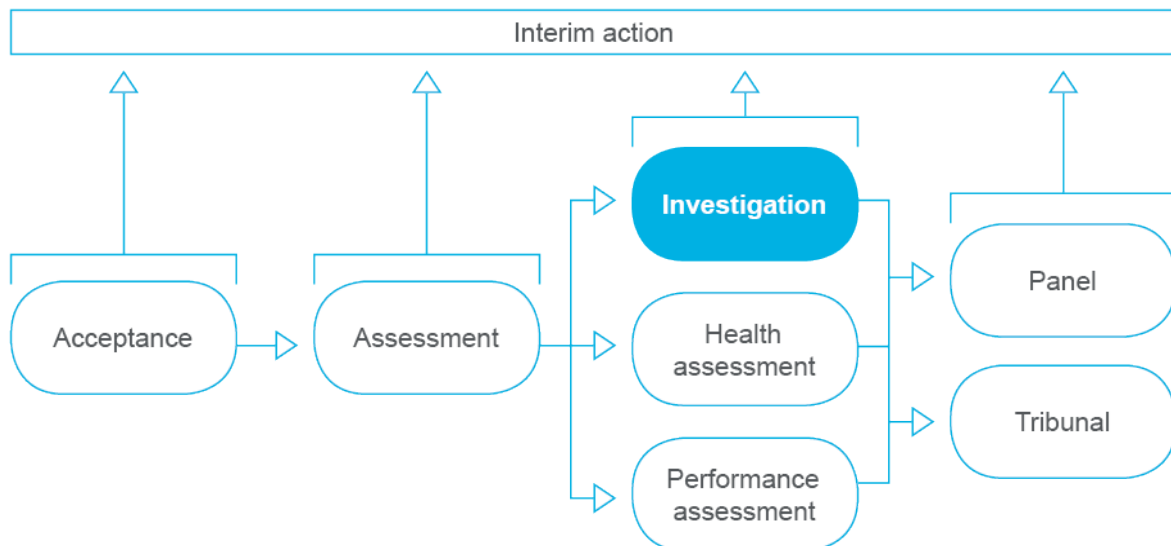 Interim action
Acceptance
Assessment
Investigation
Health
assessment
Performance
assessment
Panel
Tribunal